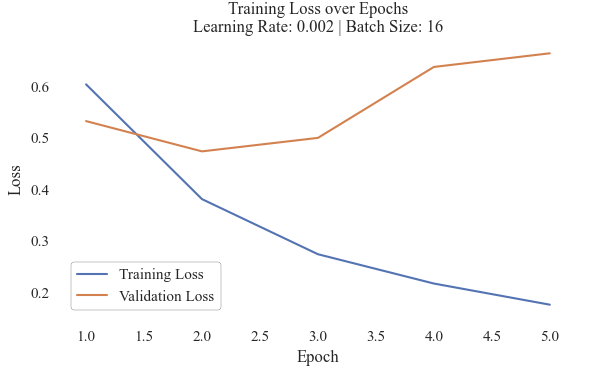 Training Loss over Epochs
Learning Rate: 0.002 | Batch Size: 16
Loss
0.6
0.5
0.4
0.3
0.2
Training Loss
Validation Loss
1.0 1.5 2.0 2.5 3.0 3.5 4.0 4.5 5.0
Epoch